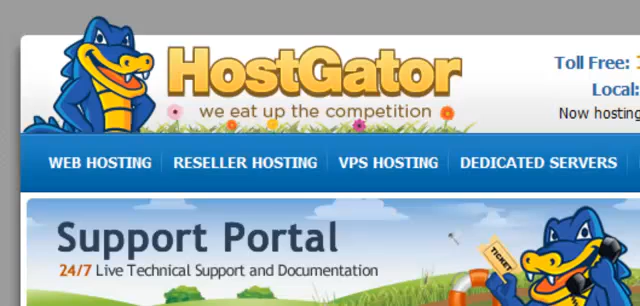 HostGator
we eat up the competition
Toll Free:
Local:
Now hosting
WEB HOSTING RESELLER HOSTING VPS HOSTING DEDICATED SERVERS
Support Portal
24/7 Live Technical Support and Documentation
TICKET